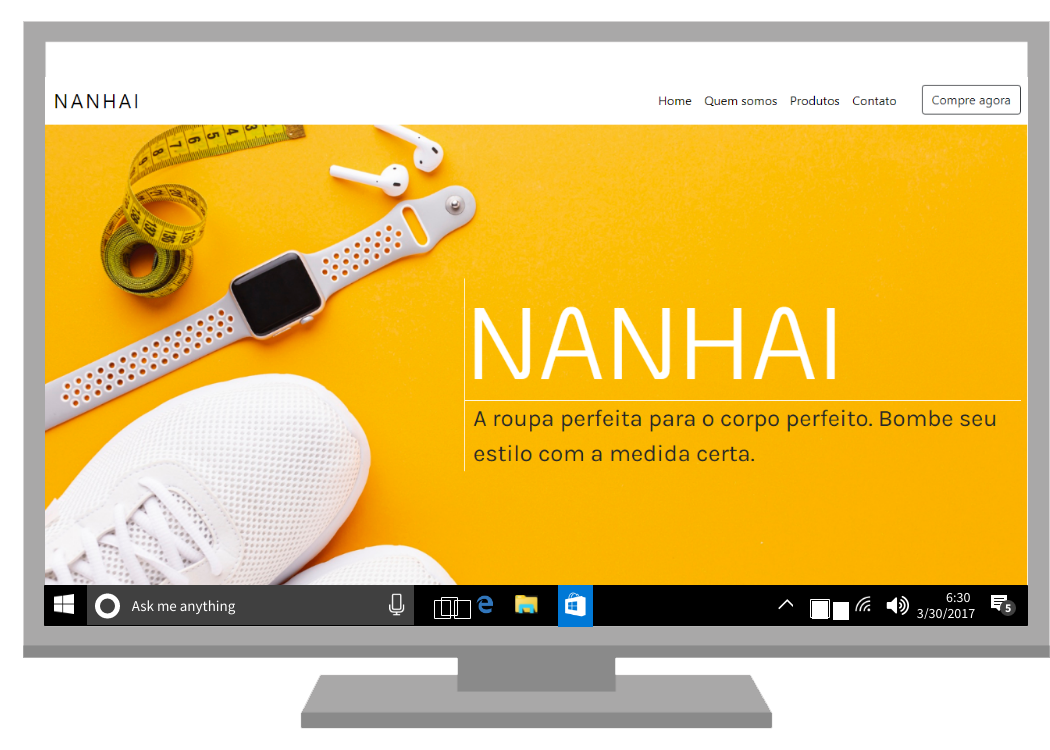 NANHAI
Home Quem somos Produtos Contato Compre agora
NANHAI
A roupa perfeita para o corpo perfeito. Bombe seu
estilo com a medida certa.
Ask me anything
6:30
3/30/2017
5